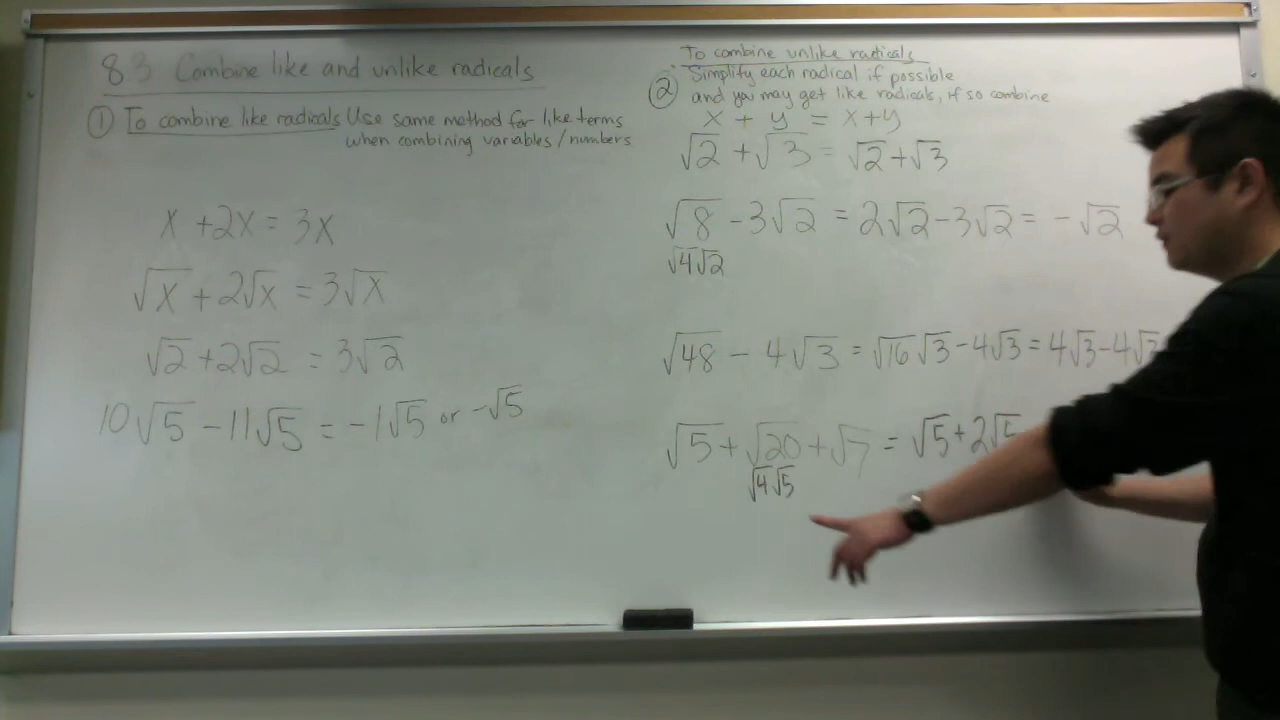 8 3 Combine like and unlike radicals
① To combine like radicals Use same method for like terms
when combining variables/numbers
x + 2x = 3x
√x + 2√x = 3√x
√2 + 2√2 = 3√2
10√5 - 11√5 = -1√5 or -√5
To combine unlike radicals
② Simplify each radical if possible
and you may get like radicals, if so combine
x + y = x+y
√2 + √3 = √2+√3
√8 - 3√2 = 2√2 - 3√2 = -√2
√4√2
√48 - 4√3 = √16√3 - 4√3 = 4√3 - 4√3
√5 + √20 + √7 = √5 + 2√5
√4√5